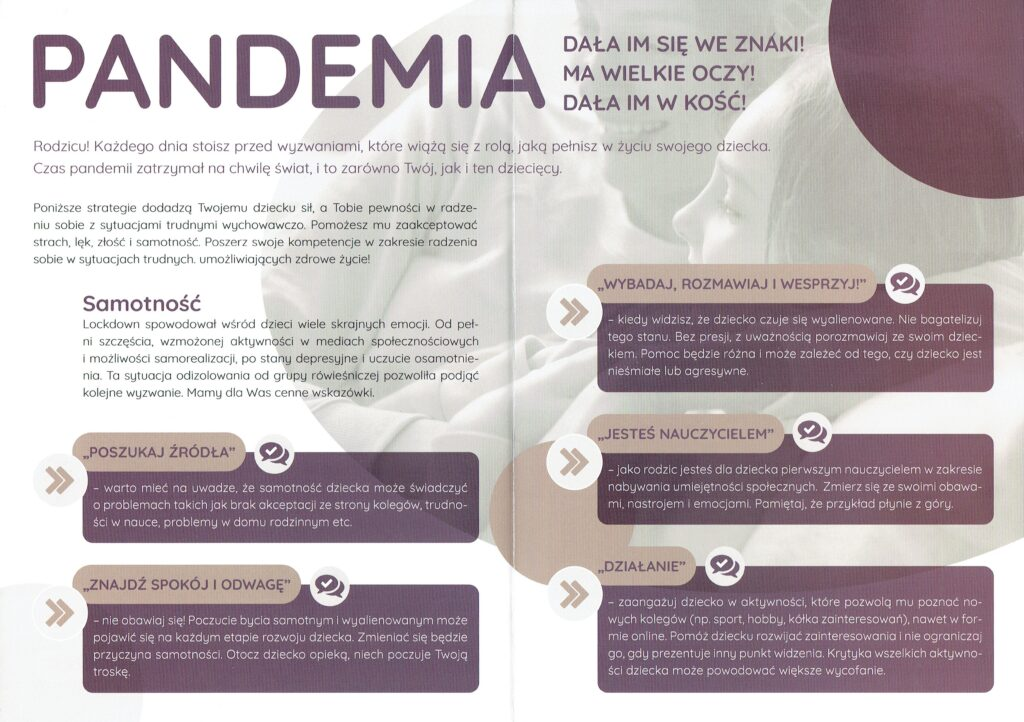 PANDEMIA
DAŁA IM SIĘ WE ZNAKI!
MA WIELKIE OCZY!
DAŁA IM W KOŚĆ!
Rodzicu! Każdego dnia stoisz przed wyzwaniami, które wiążą się z rolą, jaką pełnisz w życiu swojego dziecka.
Czas pandemii zatrzymał na chwilę świat, i to zarówno Twój, jak i ten dziecięcy.
Poniższe strategie dodadzą Twojemu dziecku sił, a Tobie pewności w radze-
niu sobie z sytuacjami trudnymi wychowawczo. Pomożesz mu zaakceptować
strach, lęk, złość i samotność. Poszerz swoje kompetencje w zakresie radzenia
sobie w sytuacjach trudnych. umożliwiających zdrowe życie!
Samotność
Lockdown spowodował wśród dzieci wiele skrajnych emocji. Od peł-
ni szczęścia, wzmożonej aktywności w mediach społecznościowych
i możliwości samorealizacji, po stany depresyjne i uczucie osamotnie-
nia. Ta sytuacja odizolowania od grupy rówieśniczej pozwoliła podjąć
kolejne wyzwanie. Mamy dla Was cenne wskazówki.
„POSZUKAJ ŹRÓDŁA”
– warto mieć na uwadze, że samotność dziecka może świadczyć
o problemach takich jak brak akceptacji ze strony kolegów, trudno-
ści w nauce, problemy w domu rodzinnym etc.
„ZNAJDŹ SPOKÓJ I ODWAGĘ”
– nie obawiaj się! Poczucie bycia samotnym i wyalienowanym może
pojawić się na każdym etapie rozwoju dziecka. Zmieniać się będzie
przyczyna samotności. Otocz dziecko opieką, niech poczuje Twoją
troskę.
„WYBADAJ, ROZMAWIAJ I WESPRZYJ!”
– kiedy widzisz, że dziecko czuje się wyalienowane. Nie bagatelizuj
tego stanu. Bez presji, z uważnością porozmawiaj ze swoim dziec-
kiem. Pomoc będzie różna i może zależeć od tego, czy dziecko jest
nieśmiałe lub agresywne.
„JESTEŚ NAUCZYCIELEM”
– jako rodzic jesteś dla dziecka pierwszym nauczycielem w zakresie
nabywania umiejętności społecznych. Zmierz się ze swoimi obawa-
mi, nastrojem i emocjami. Pamiętaj, że przykład płynie z góry.
„DZIAŁANIE”
– zaangażuj dziecko w aktywności, które pozwolą mu poznać no-
wych kolegów (np. sport, hobby, kółka zainteresowań), nawet w for-
mie online. Pomóż dziecku rozwijać zainteresowania i nie ograniczaj
go, gdy prezentuje inny punkt widzenia. Krytyka wszelkich aktywno-
ści dziecka może powodować większe wycofanie.